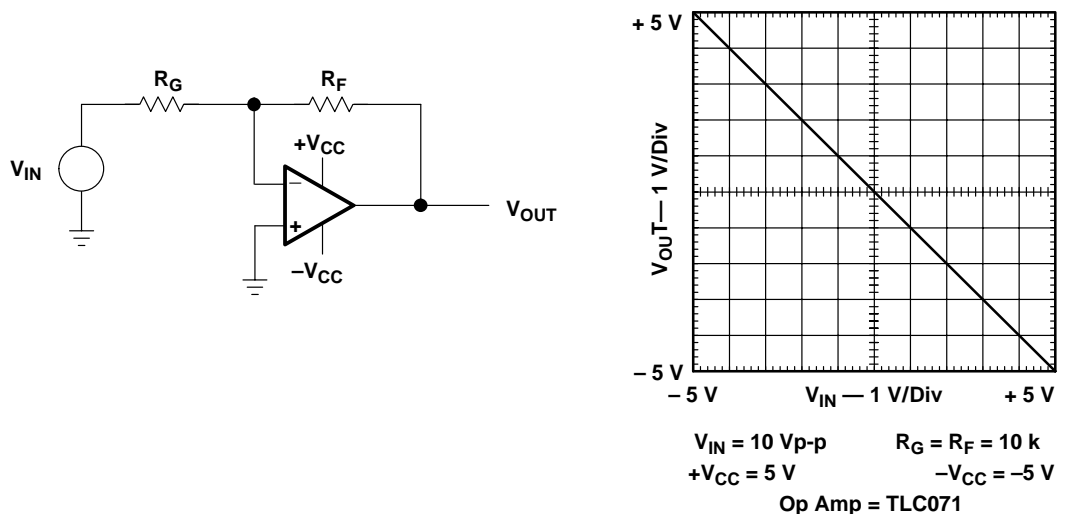 R_G
R_F
V_IN
+V_CC
−
+
−V_CC
V_OUT
+ 5 V
V_OUT — 1 V/Div
– 5 V
– 5 V
V_IN — 1 V/Div
+ 5 V
V_IN = 10 Vp-p
R_G = R_F = 10 k
+V_CC = 5 V
–V_CC = –5 V
Op Amp = TLC071